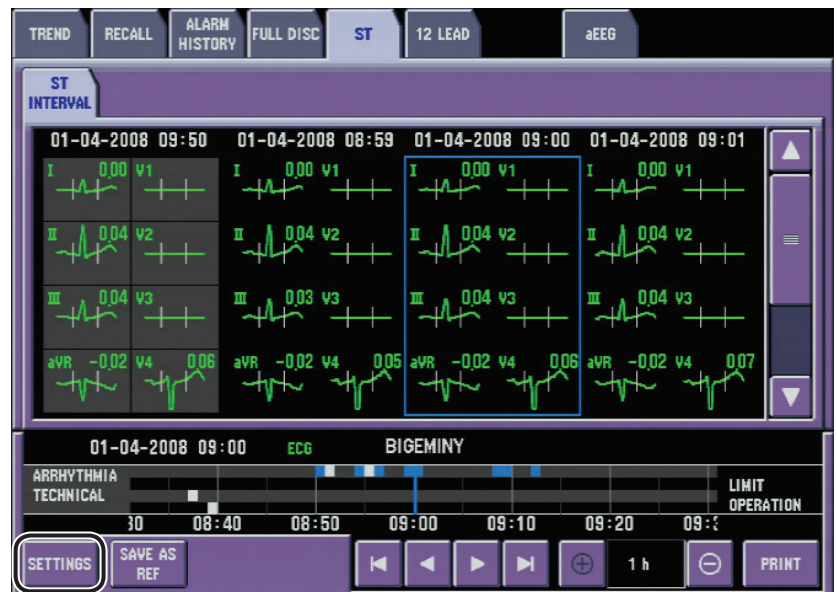 TREND RECALL ALARM HISTORY FULL DISC ST 12 LEAD aEEG
ST INTERVAL
01-04-2008 09:50 01-04-2008 08:59 01-04-2008 09:00 01-04-2008 09:01
I 0.00 V1 I 0.00 V1 I 0.00 V1 I 0.00 V1
II 0.04 V2 II 0.04 V2 II 0.04 V2 II 0.04 V2
III 0.04 V3 III 0.03 V3 III 0.04 V3 III 0.04 V3
aVR -0.02 V4 0.06 aVR -0.02 V4 0.05 aVR -0.02 V4 0.06 aVR -0.02 V4 0.07
01-04-2008 09:00 ECG BIGEMINY
ARRHYTHMIA
TECHNICAL
LIMIT
OPERATION
30 08:40 08:50 09:00 09:10 09:20
SETTINGS SAVE AS REF 1 h PRINT